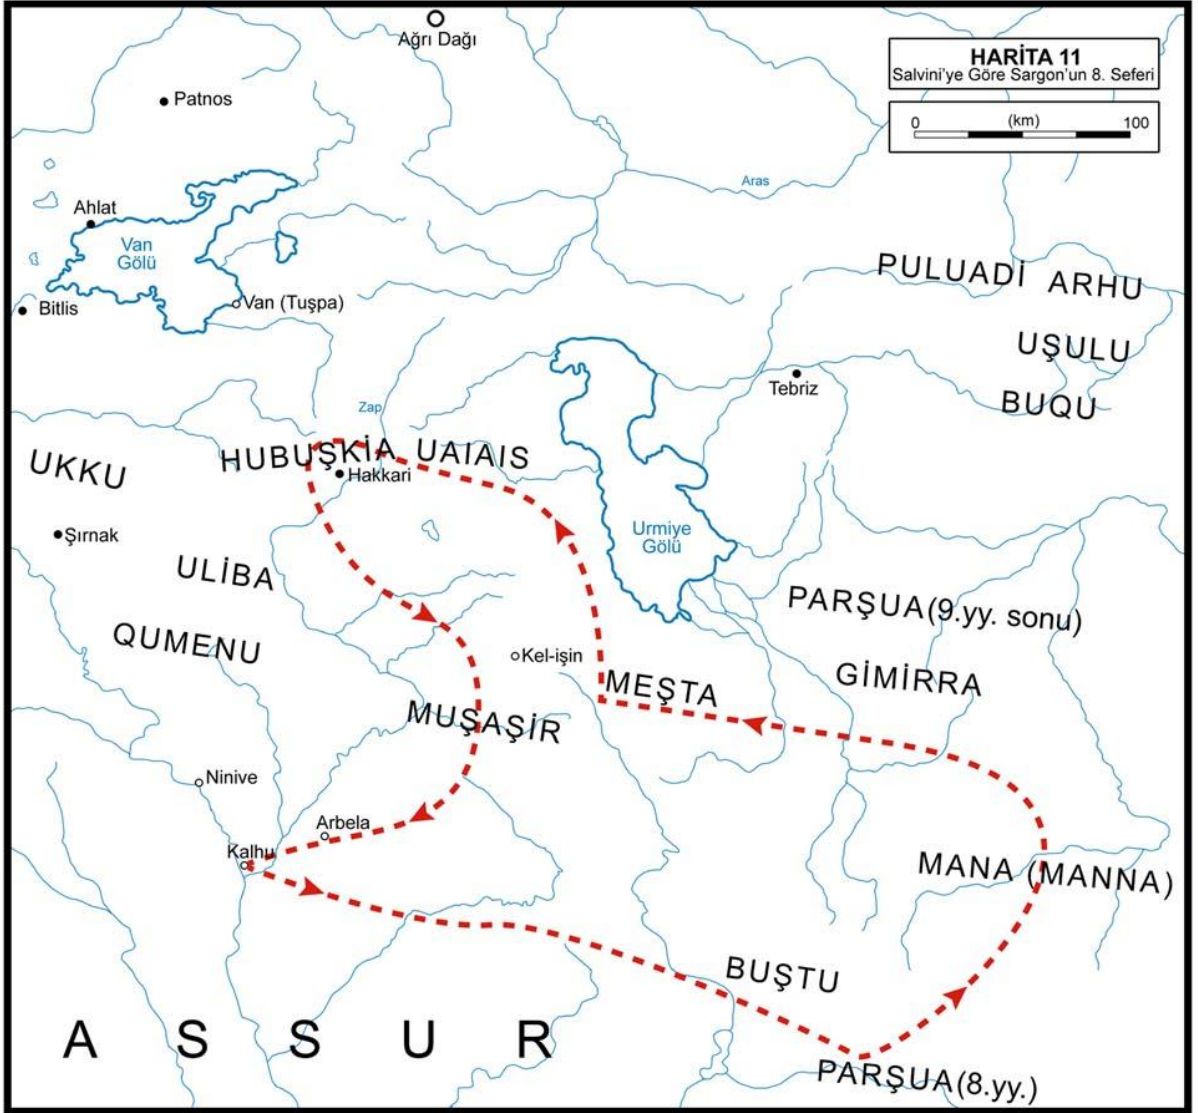 Ağrı Dağı
HARİTA 11
Salvini'ye Göre Sargon'un 8. Seferi
0 (km) 100
Patnos
Aras
Ahlat
Van
Gölü
PULUADİ ARHU
Bitlis
Van (Tuşpa)
UŞULU
Tebriz
BUQU
Zap
UKKU
HUBUŞKİA UAIAIS
Hakkari
Şırnak
Urmiye
Gölü
ULİBA
PARŞUA(9.yy. sonu)
QUMENU
Kel-işin
GİMİRRA
MEŞTA
MUŞAŞİR
Ninive
Arbela
Kalhu
MANA (MANNA)
BUŞTU
ASSUR
PARŞUA(8.yy.)